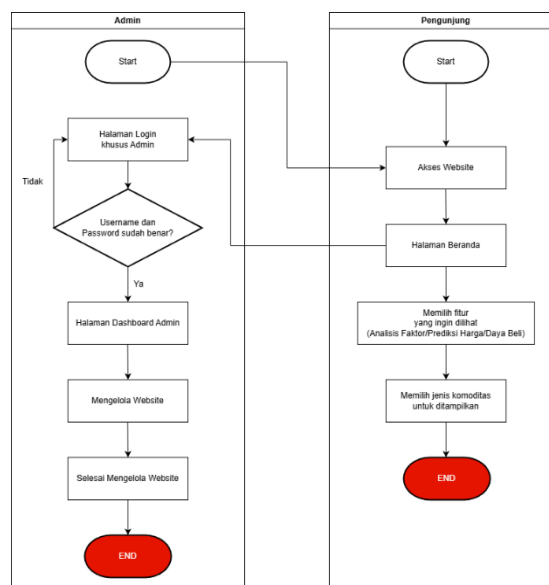 Admin
Start
Halaman Login
khusus Admin
Tidak
Username dan
Password sudah benar?
Ya
Halaman Dashboard Admin
Mengelola Website
Selesai Mengelola Website
END
Pengunjung
Start
Akses Website
Halaman Beranda
Memilih fitur
yang ingin dilihat
(Analisis Faktor/Prediksi Harga/Daya Beli)
Memilih jenis komoditas
untuk ditampilkan
END